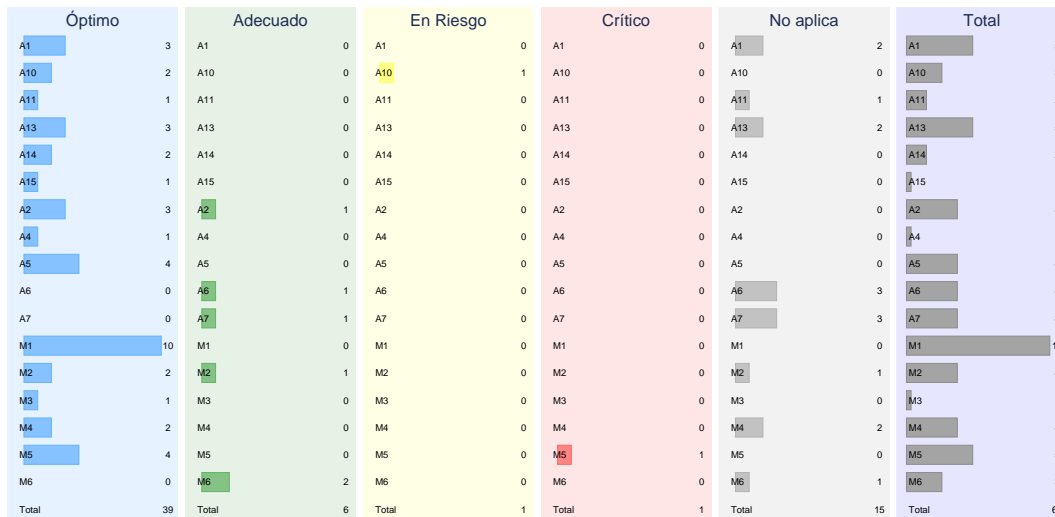 Óptimo Adecuado En Riesgo Crítico No aplica Total
A1 3 A1 0 A1 0 A1 0 A1 2 A1
A10 2 A10 0 A10 1 A10 0 A10 0 A10
A11 1 A11 0 A11 0 A11 0 A11 1 A11
A13 3 A13 0 A13 0 A13 0 A13 2 A13
A14 2 A14 0 A14 0 A14 0 A14 0 A14
A15 1 A15 0 A15 0 A15 0 A15 0 A15
A2 3 A2 1 A2 0 A2 0 A2 0 A2
A4 1 A4 0 A4 0 A4 0 A4 0 A4
A5 4 A5 0 A5 0 A5 0 A5 0 A5
A6 0 A6 1 A6 0 A6 0 A6 3 A6
A7 0 A7 1 A7 0 A7 0 A7 3 A7
M1 10 M1 0 M1 0 M1 0 M1 0 M1 1
M2 2 M2 1 M2 0 M2 0 M2 1 M2
M3 1 M3 0 M3 0 M3 0 M3 0 M3
M4 2 M4 0 M4 0 M4 0 M4 2 M4
M5 4 M5 0 M5 0 M5 1 M5 0 M5
M6 0 M6 2 M6 0 M6 0 M6 1 M6
Total 39 Total 6 Total 1 Total 1 Total 15 Total 6